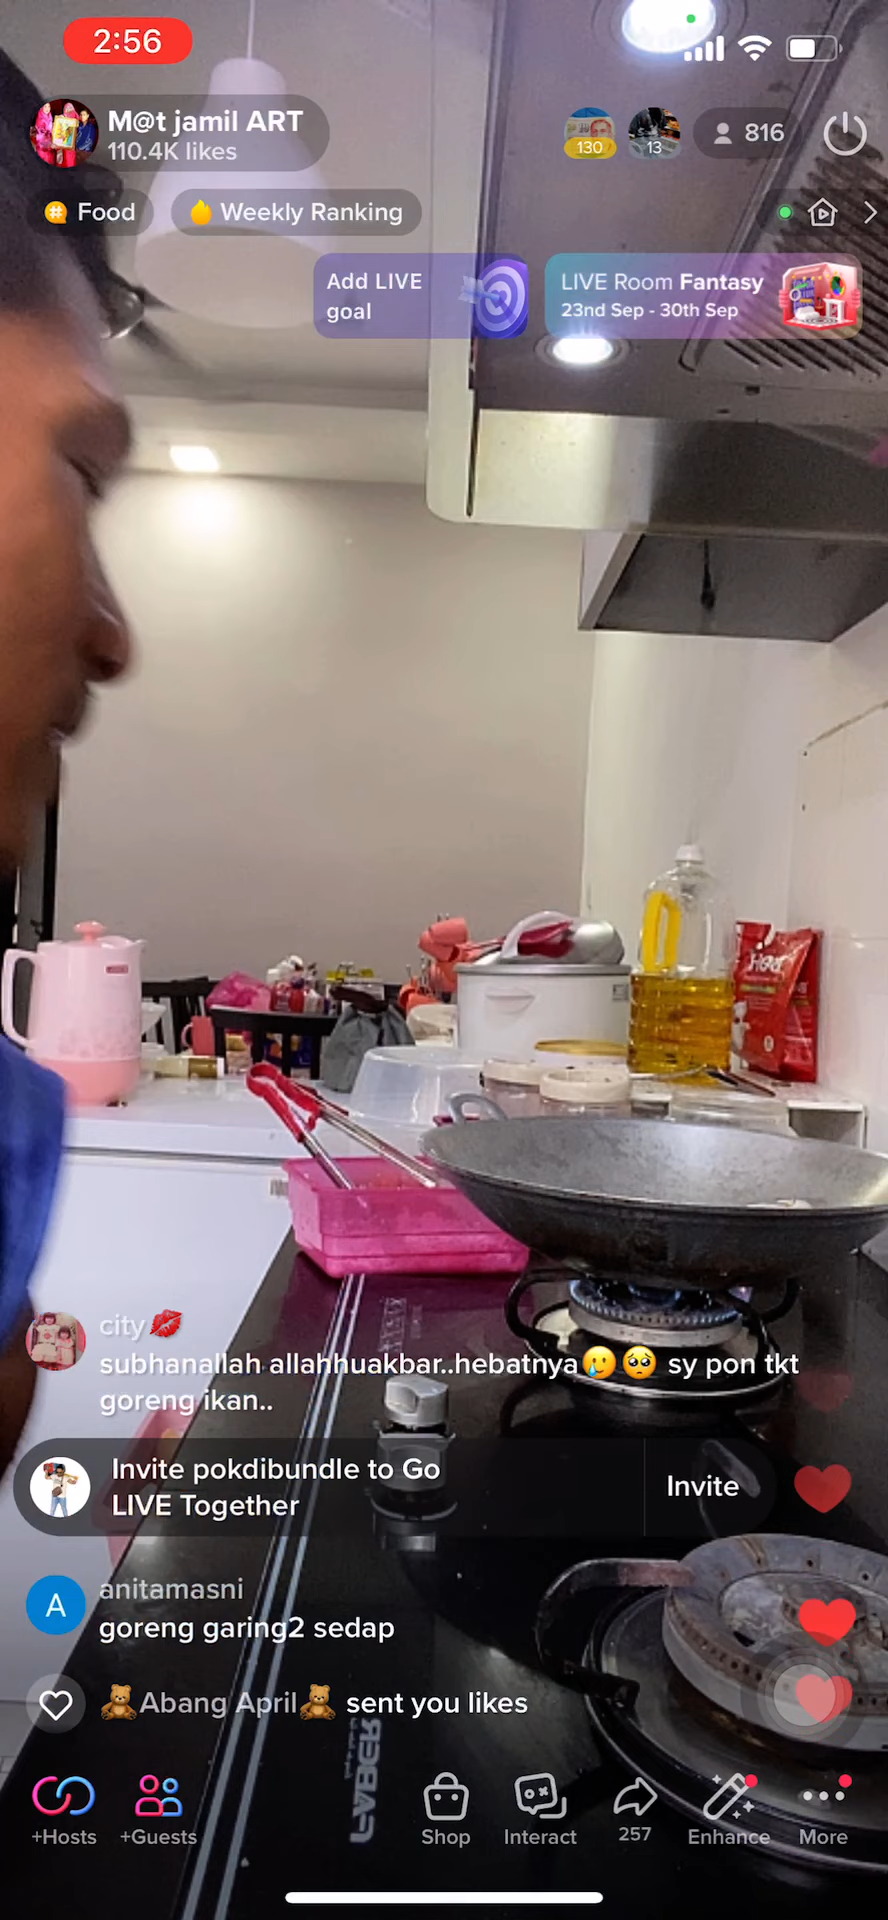 2:56
M@t jamil ART
110.4K likes
130
13
816
Food
Weekly Ranking
Add LIVE
goal
LIVE Room Fantasy
23nd Sep - 30th Sep
city💋
subhanallah allahhuakbar..hebatnya🥲🥺 sy pon tkt
goreng ikan..
Invite pokdibundle to Go
LIVE Together
Invite
A
anitamasni
goreng garing2 sedap
🧸Abang April🧸 sent you likes
+Hosts
+Guests
Shop
Interact
257
Enhance
More